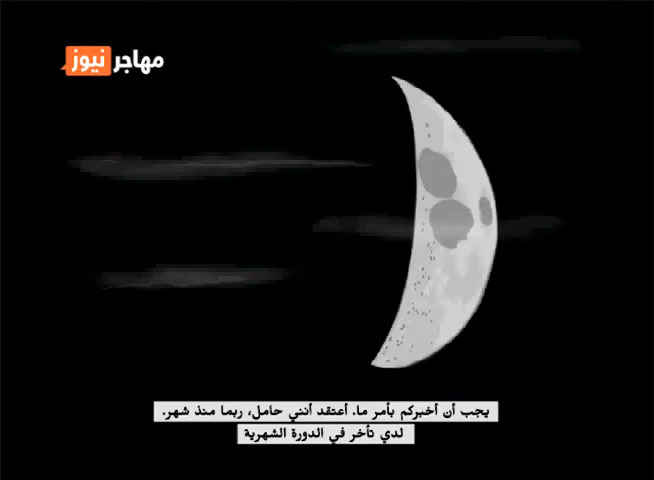 مهاجر نيوز
يجب أن أخبركم بأمر ما. أعتقد أنني حامل، ربما منذ شهر.
لدي تأخر في الدورة الشهرية